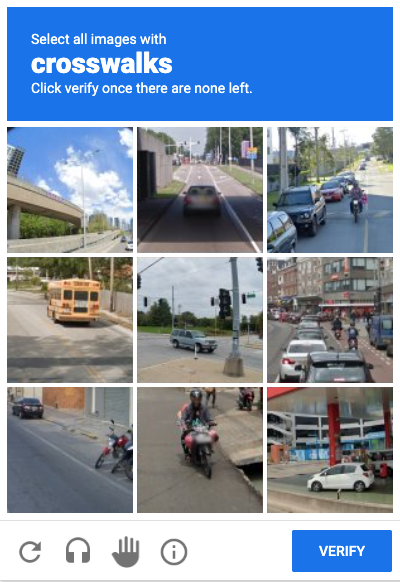 Select all images with
crosswalks
Click verify once there are none left.
VERIFY